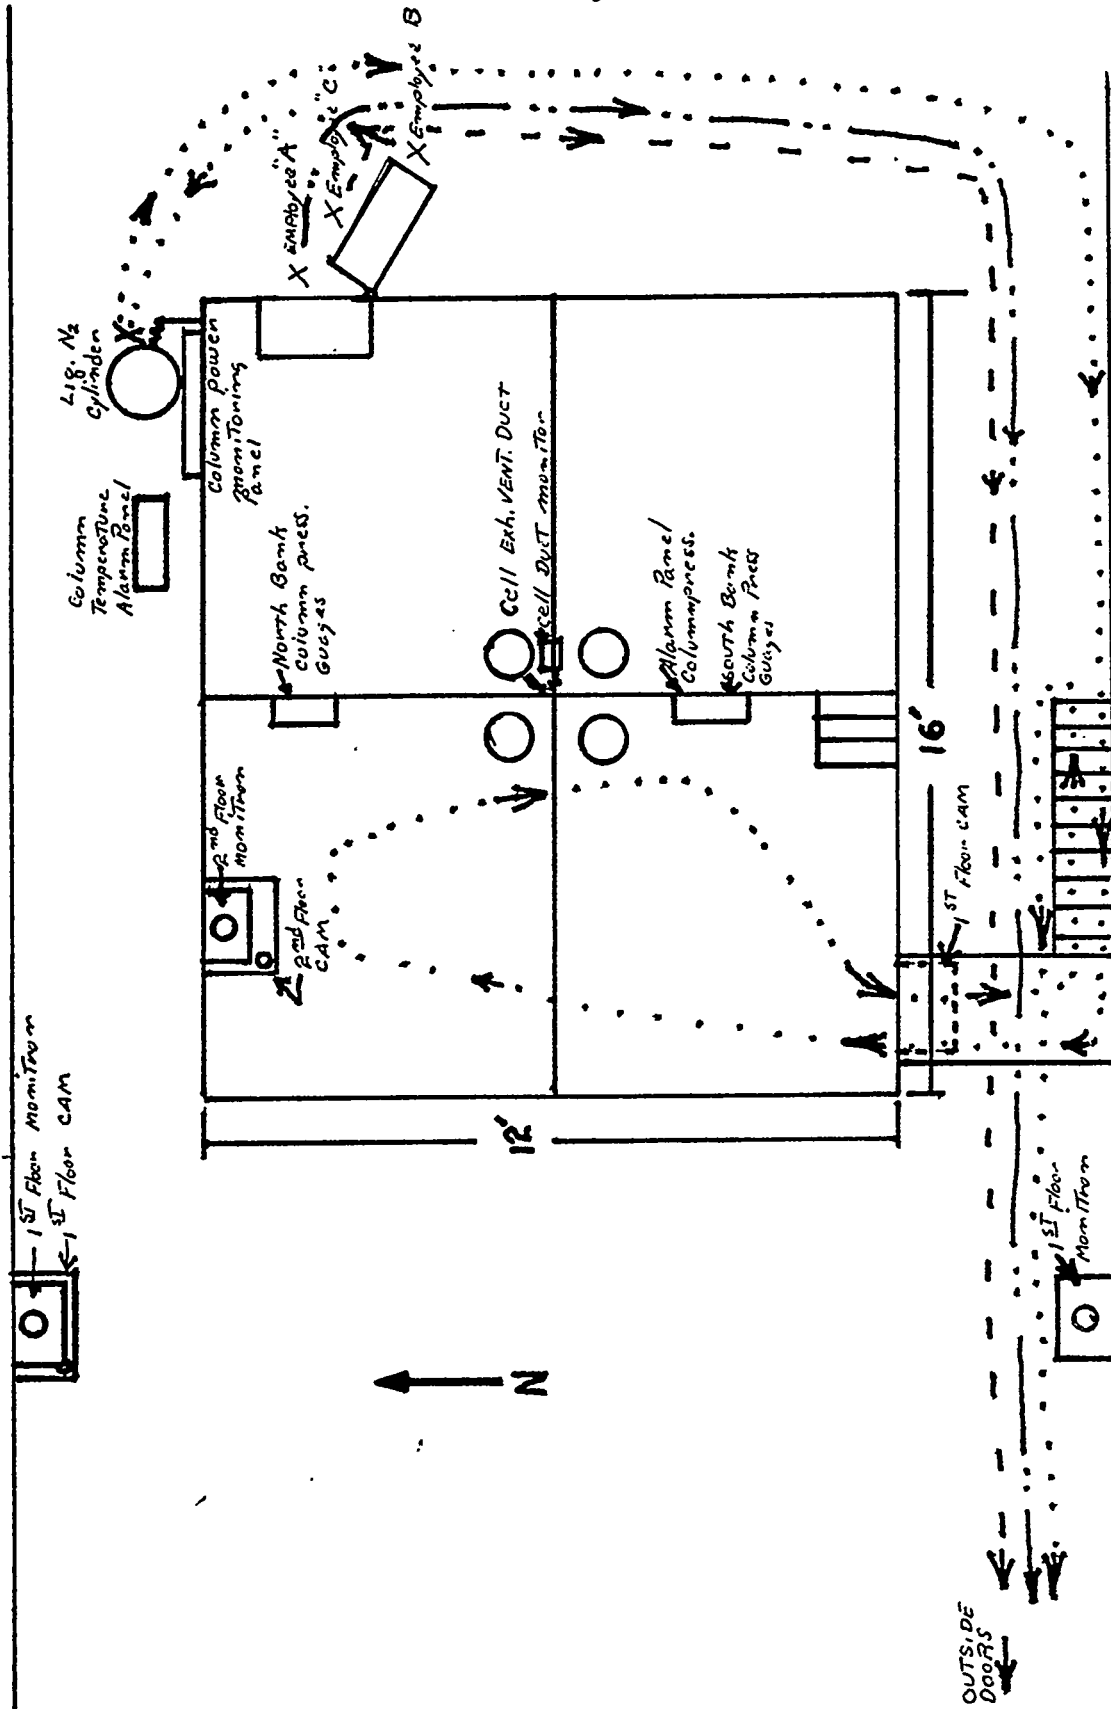 X EMployee "A"
X Employee "C"
X Employee B
Liq. N2
Cylinder
Column
Temperature
Alarm Panel
Column power
monitoring
Panel
North Bank
Column press.
Guages
Cell Exh. VENT. DUCT
Cell DUCT monitor
Alarm Panel
Column press.
South Bank
Column Press
Guages
2nd Floor
Monitron
2nd Floor
CAM
1ST Floor CAM
16'
12'
1ST Floor Monitron
1ST Floor CAM
1ST Floor
Monitron
N
OUTSIDE
DOORS